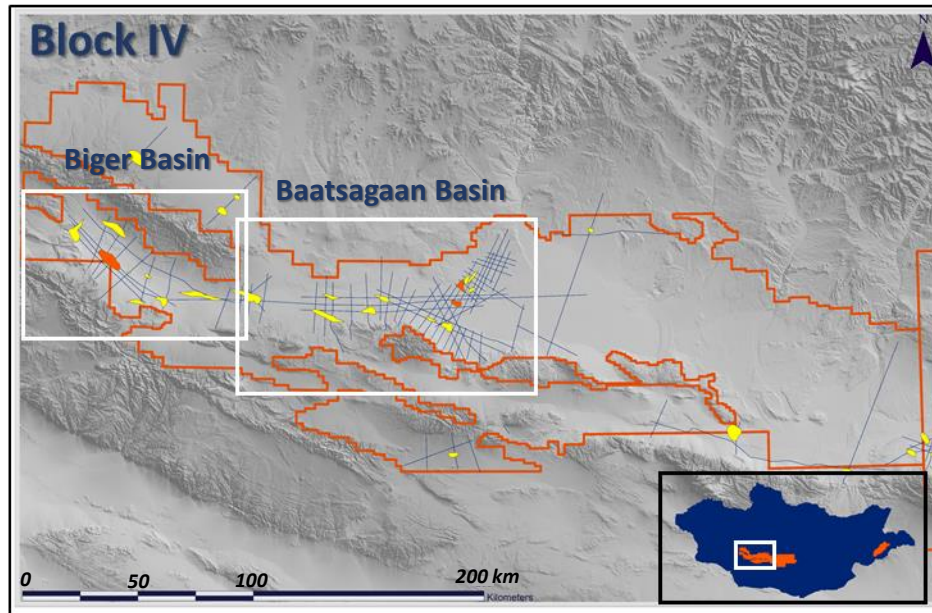 Block IV
N
Biger Basin
Baatsagaan Basin
0 50 100 200 km
Kilometers